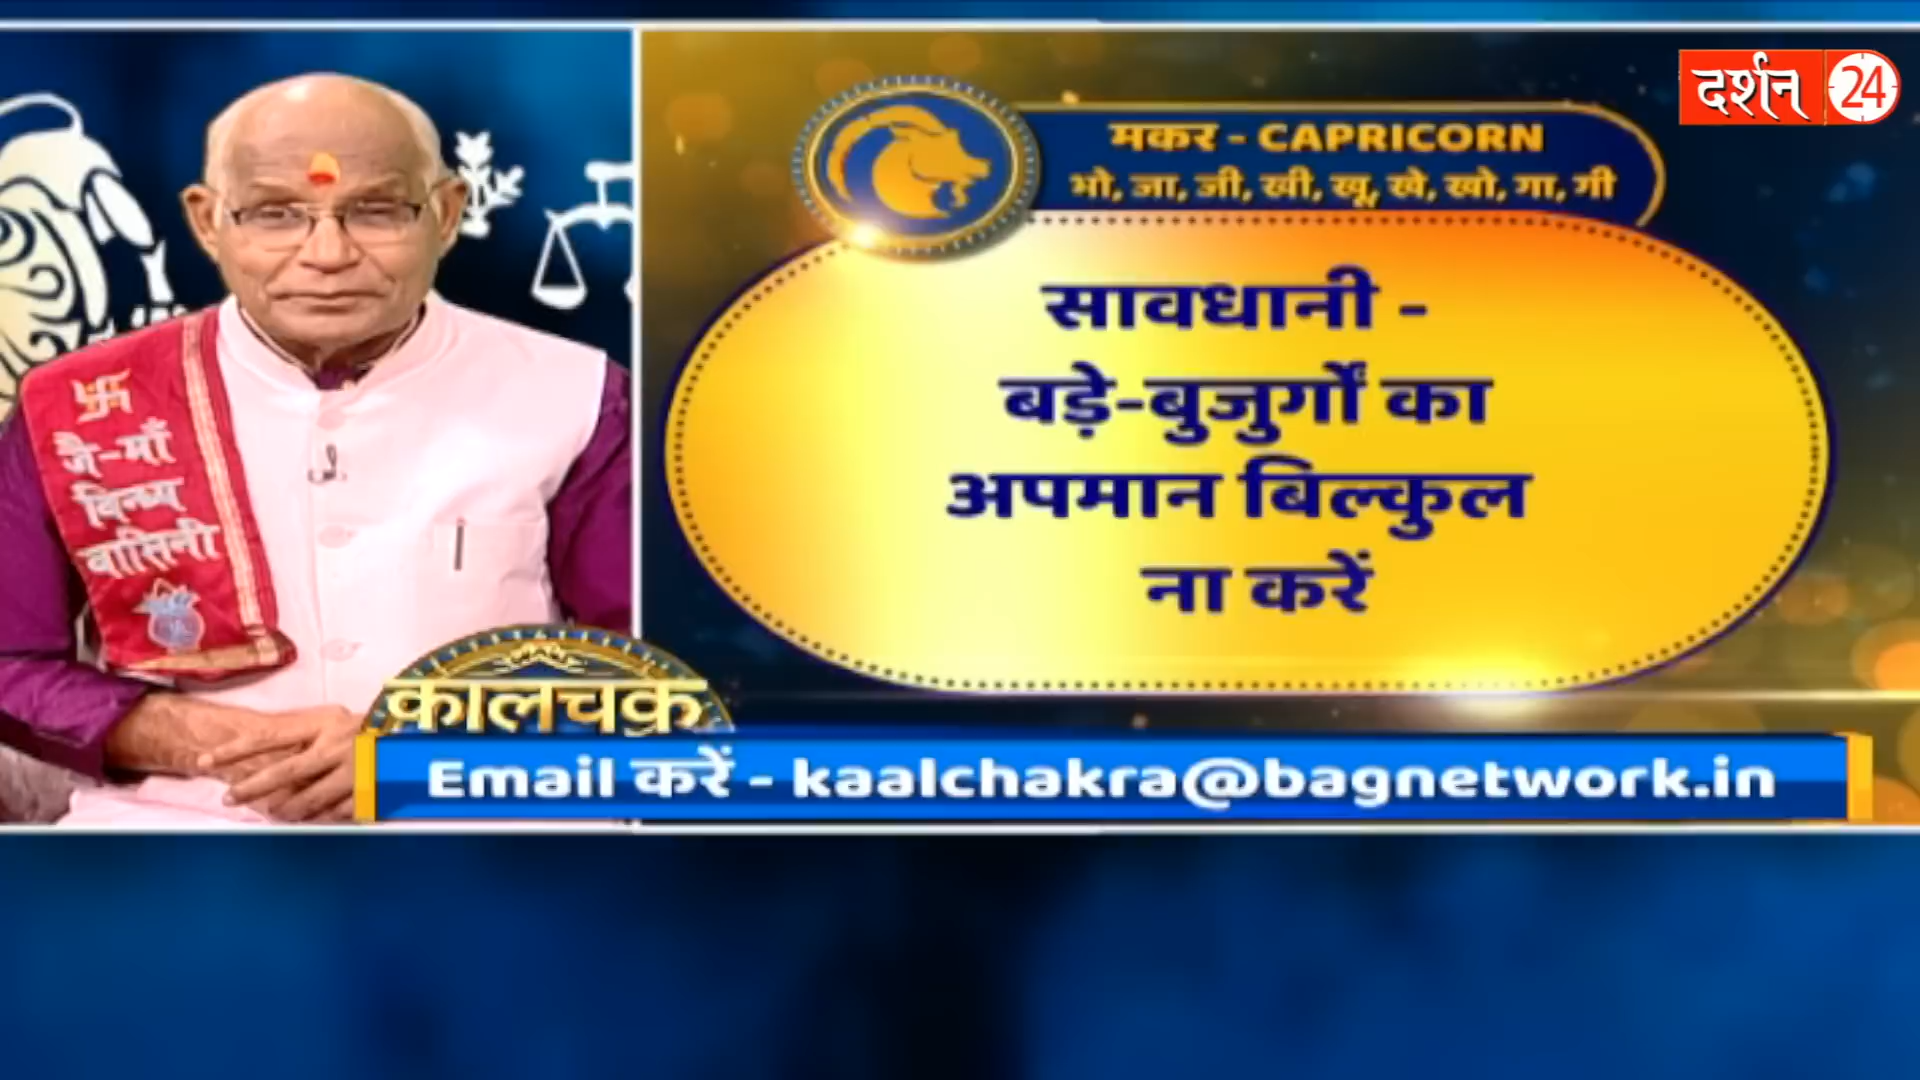 दर्शन 24
मकर - CAPRICORN
भो, जा, जी, खी, खू, खे, खो, गा, गी
सावधानी -
बड़े-बुजुर्गों का
अपमान बिल्कुल
ना करें
जै-माँ
विन्ध्य
वासिनी
कालचक्र
Email करें - kaalchakra@bagnetwork.in